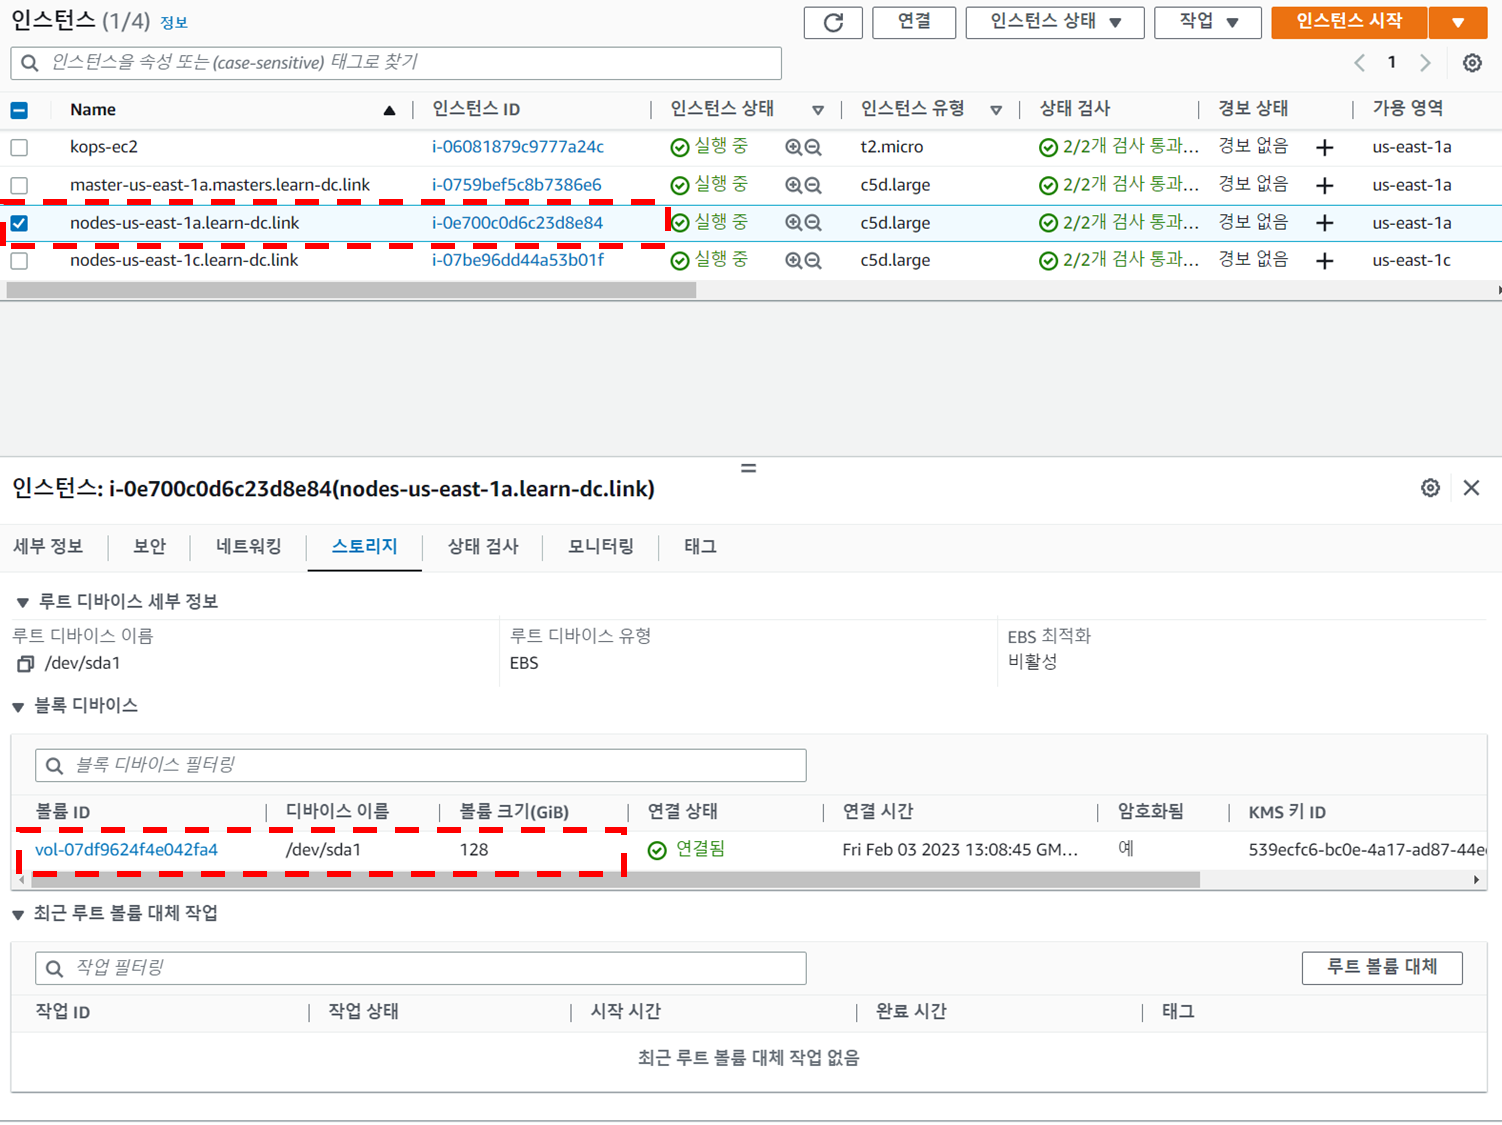 인스턴스 (1/4) 정보
연결
인스턴스 상태
작업
인스턴스 시작
인스턴스을 속성 또는 (case-sensitive) 태그로 찾기
1
Name 인스턴스 ID 인스턴스 상태 인스턴스 유형 상태 검사 경보 상태 가용 영역
kops-ec2 i-06081879c9777a24c 실행 중 t2.micro 2/2개 검사 통과... 경보 없음 us-east-1a
master-us-east-1a.masters.learn-dc.link i-0759bef5c8b7386e6 실행 중 c5d.large 2/2개 검사 통과... 경보 없음 us-east-1a
nodes-us-east-1a.learn-dc.link i-0e700c0d6c23d8e84 실행 중 c5d.large 2/2개 검사 통과... 경보 없음 us-east-1a
nodes-us-east-1c.learn-dc.link i-07be96dd44a53b01f 실행 중 c5d.large 2/2개 검사 통과... 경보 없음 us-east-1c
인스턴스: i-0e700c0d6c23d8e84(nodes-us-east-1a.learn-dc.link)
세부 정보 보안 네트워킹 스토리지 상태 검사 모니터링 태그
루트 디바이스 세부 정보
루트 디바이스 이름 루트 디바이스 유형 EBS 최적화
/dev/sda1 EBS 비활성
블록 디바이스
블록 디바이스 필터링
볼륨 ID 디바이스 이름 볼륨 크기(GiB) 연결 상태 연결 시간 암호화됨 KMS 키 ID
vol-07df9624f4e042fa4 /dev/sda1 128 연결됨 Fri Feb 03 2023 13:08:45 GM... 예 539ecfc6-bc0e-4a17-ad87-44e
최근 루트 볼륨 대체 작업
작업 필터링
루트 볼륨 대체
작업 ID 작업 상태 시작 시간 완료 시간 태그
최근 루트 볼륨 대체 작업 없음